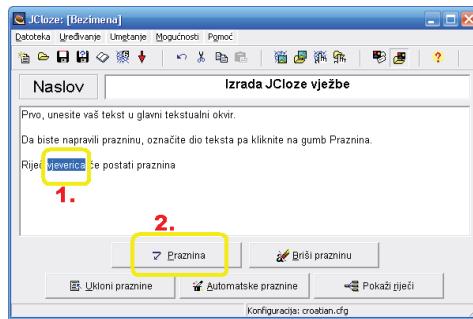 JCloze: [Bezimena]
Datoteka Uređivanje Umetanje Mogućnosti Pomoć
Naslov
Izrada JCloze vježbe
Prvo, unesite vaš tekst u glavni tekstualni okvir.
Da biste napravili prazninu, označite dio teksta pa kliknite na gumb Praznina.
Riječ vjeverica će postati praznina
1.
2.
Praznina Briši prazninu
Ukloni praznine Automatske praznine Pokaži riječi
Konfiguracija: croatian.cfg